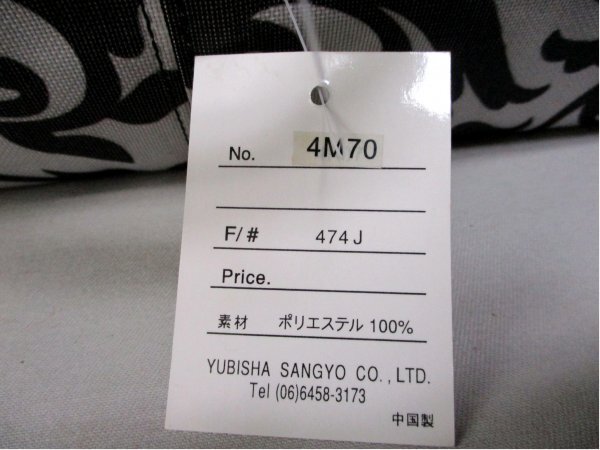 No. 4M70
F/# 474J
Price.
素材 ポリエステル 100%
YUBISHA SANGYO CO.,LTD.
Tel (06)6458-3173
中国製